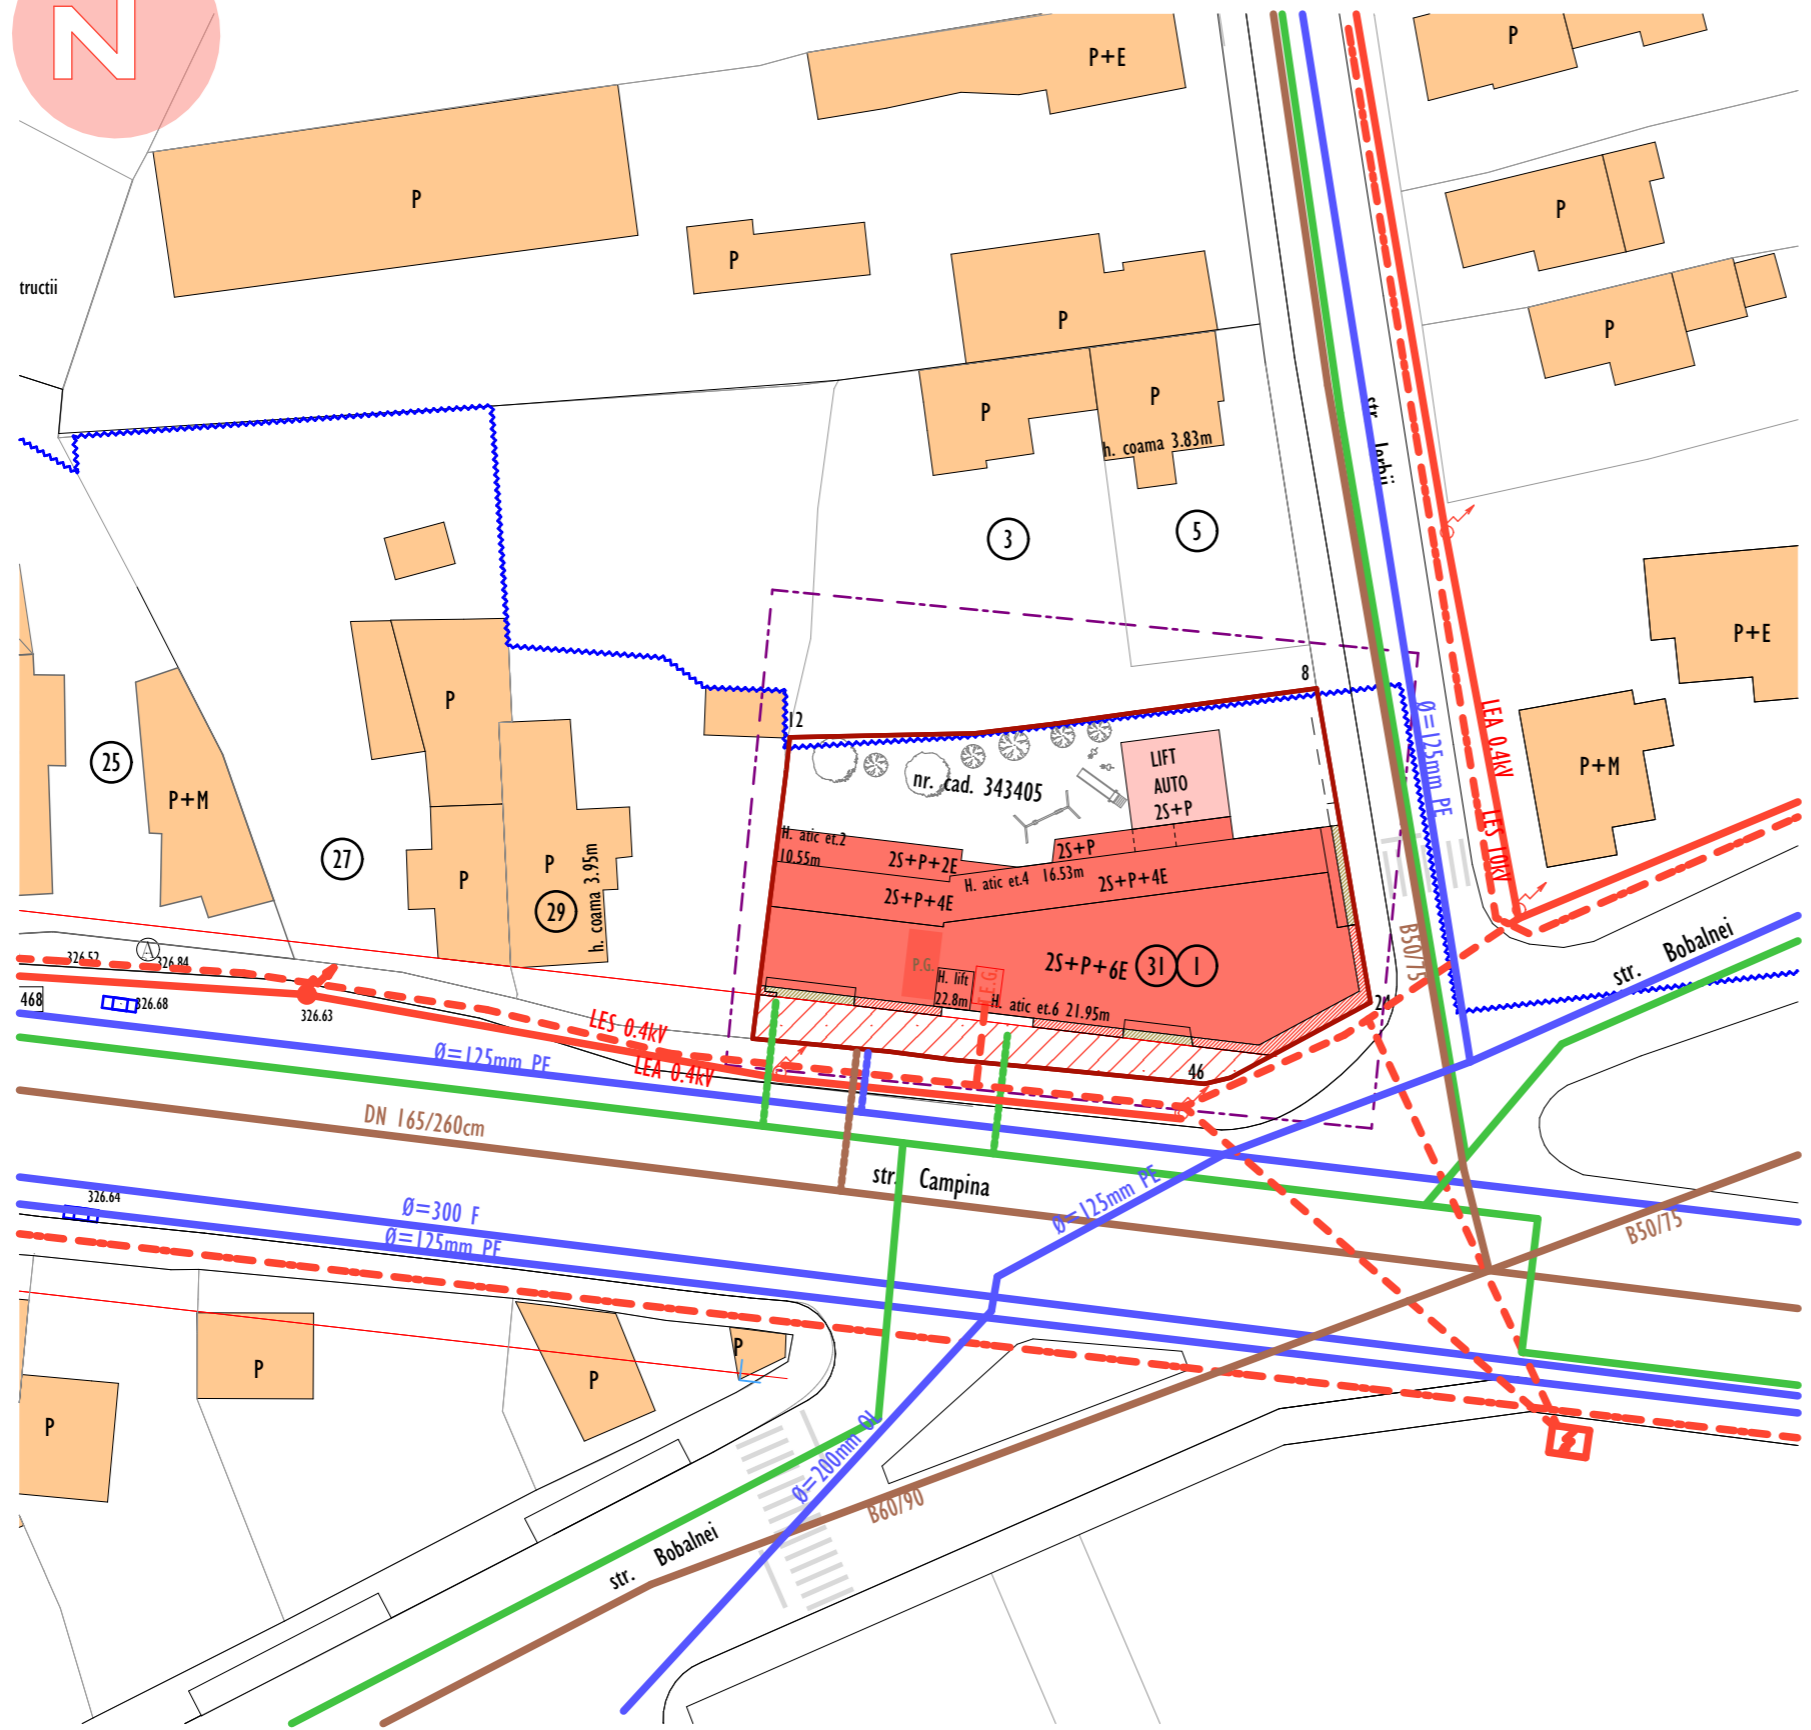 N
P+E
P
P
P
P
tructii
P
P
P
P
h. coama 3.83m
str. Ierbii
3
5
P+E
8
12
P
P+M
25
P+M
27
P
P
29
h. coama 3.95m
LIFT
AUTO
2S+P
nr. cad. 343405
H. atic et.2
10.55m
2S+P+2E
2S+P
H. atic et.4 16.53m
2S+P+4E
2S+P+4E
2S+P+6E
31
1
P.G.
H. lift
22.8m
H. atic et.6 21.95m
46
Ø=125mm PE
LEA 0.4kV
LES 10kV
B50/75
str. Bobalnei
A
326.52
326.84
468
326.68
326.63
LES 0.4kV
LEA 0.4kV
Ø=125mm PE
DN 165/260cm
str. Campina
Ø=125mm PE
326.64
Ø=300 F
Ø=125mm PE
B50/75
P
P
P
P
Ø=200mm OL
B60/90
str. Bobalnei